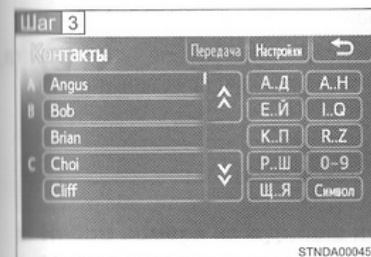 Шаг 3
Контакты Передача Настройки
A Angus А..Д A..H
B Bob Е..Й I..Q
Brian К..П R..Z
C Choi Р..Ш 0-9
Cliff Щ..Я Символ
STNDA00045